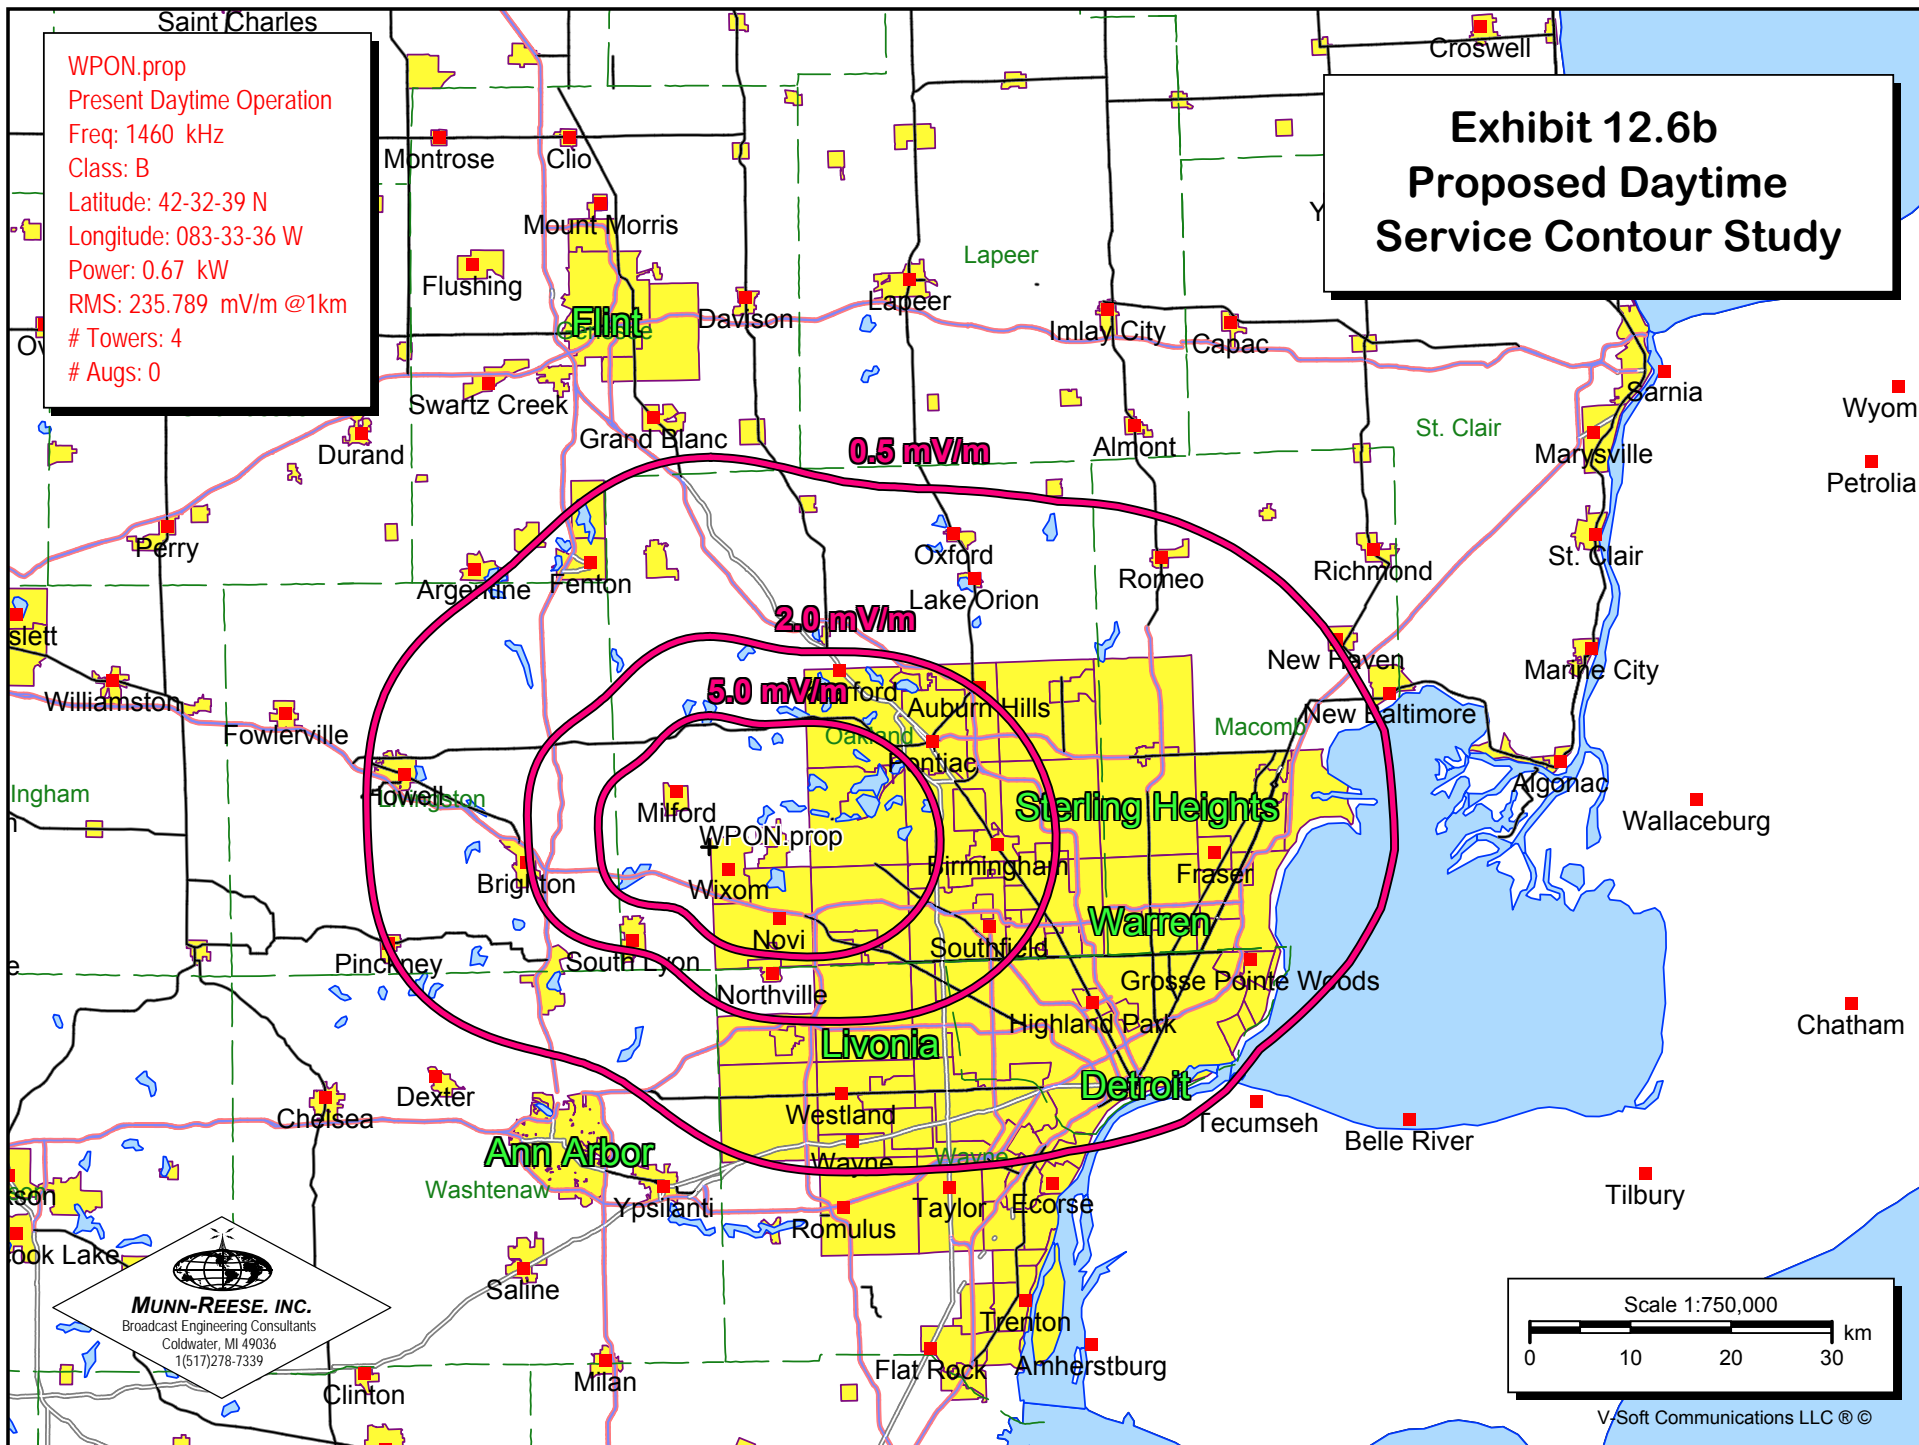 Saint Charles
Croswell
WPON.prop
Present Daytime Operation
Freq: 1460 kHz
Class: B
Latitude: 42-32-39 N
Longitude: 083-33-36 W
Power: 0.67 kW
RMS: 235.789 mV/m @1km
# Towers: 4
# Augs: 0
Exhibit 12.6b
Proposed Daytime
Service Contour Study
Montrose
Clio
Mount Morris
Flushing
Lapeer
Lapeer
Flint
Davison
Imlay City
Capac
Sarnia
Wyom
Swartz Creek
Grand Blanc
Durand
0.5 mV/m
Almont
St. Clair
Marysville
Petrolia
Perry
Argentine
Fenton
Oxford
Lake Orion
Romeo
Richmond
St. Clair
slett
2.0 mV/m
New Haven
Marine City
Williamston
Fowlerville
5.0 mV/m
Auburn Hills
New Baltimore
Macomb
Oakland
Pontiac
Ingham
Howell
Livingston
Milford
WPON.prop
Sterling Heights
Algonac
Wallaceburg
Brighton
Wixom
Birmingham
Fraser
Warren
Novi
Southfield
Pinckney
South Lyon
Northville
Grosse Pointe Woods
Highland Park
Chatham
Livonia
Detroit
Dexter
Chelsea
Westland
Tecumseh
Belle River
Ann Arbor
Wayne
Wayne
Washtenaw
Ypsilanti
Romulus
Taylor
Ecorse
Tilbury
son
ook Lake
Saline
MUNN-REESE. INC.
Broadcast Engineering Consultants
Coldwater, MI 49036
1(517)278-7339
Trenton
Flat Rock
Amherstburg
Clinton
Milan
Scale 1:750,000
km
0 10 20 30
V-Soft Communications LLC ® ©